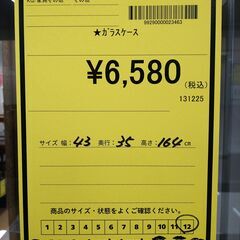 99290000023463
★ガラスケース
¥6,580
(税込)
131225
サイズ 幅: 43 奥行: 35 高さ: 164 cm
商品のサイズ・状態をよくご確認ください。
1 2 3 4 5 6 7 8 9 10 11 12